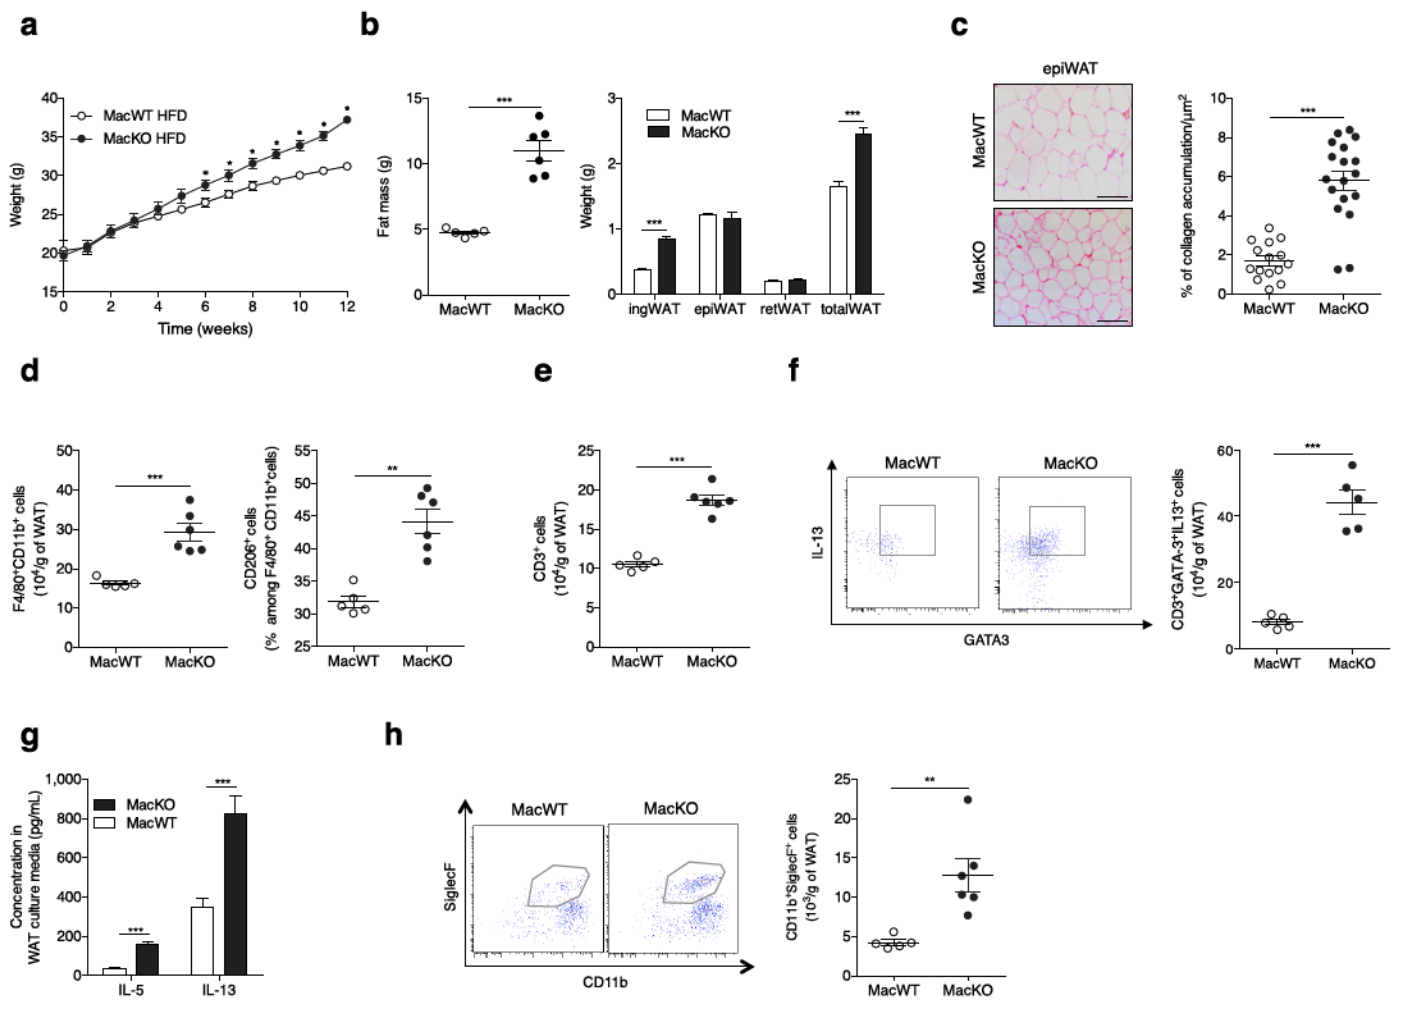 a
40
35
30
25
20
15
Weight (g)
MacWT HFD
MacKO HFD
*
*
*
*
*
*
*
0
2
4
6
8
10
12
Time (weeks)
b
15
10
5
0
Fat mass (g)
***
MacWT
MacKO
3
2
1
0
Weight (g)
MacWT
MacKO
***
***
ingWAT
epiWAT
retWAT
totalWAT
c
epiWAT
MacWT
MacKO
10
8
6
4
2
0
% of collagen accumulation/µm²
***
MacWT
MacKO
d
50
40
30
20
10
0
F4/80⁺CD11b⁺ cells
(10⁴/g of WAT)
***
MacWT
MacKO
55
50
45
40
35
30
25
CD206⁺ cells
(% among F4/80⁺ CD11b⁺cells)
**
MacWT
MacKO
e
25
20
15
10
5
0
CD3⁺ cells
(10⁴/g of WAT)
***
MacWT
MacKO
f
MacWT
MacKO
IL-13
GATA3
60
40
20
0
CD3⁺GATA-3⁺IL13⁺ cells
(10⁴/g of WAT)
***
MacWT
MacKO
g
1,000
800
600
400
200
0
Concentration in
WAT culture media (pg/mL)
MacKO
MacWT
***
***
IL-5
IL-13
h
MacWT
MacKO
SiglecF
CD11b
25
20
15
10
5
0
CD11b⁺SiglecF⁺ cells
(10³/g of WAT)
**
MacWT
MacKO